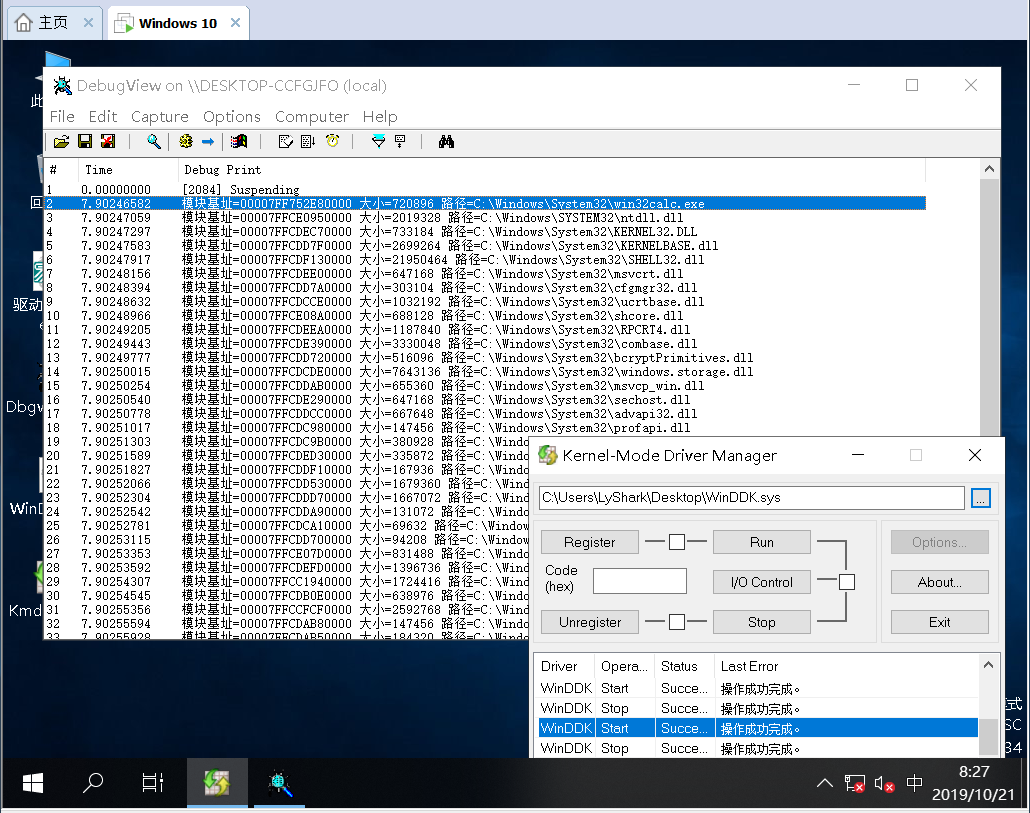 主页
Windows 10
DebugView on \\DESKTOP-CCFGJFO (local)
File Edit Capture Options Computer Help
# Time Debug Print
1 0.00000000 [2084] Suspending
2 7.90246582 模块基址=00007FF752E80000 大小=720896 路径=C:\Windows\System32\win32calc.exe
3 7.90247059 模块基址=00007FFCE0950000 大小=2019328 路径=C:\Windows\SYSTEM32\ntdll.dll
4 7.90247297 模块基址=00007FFCDEC70000 大小=733184 路径=C:\Windows\System32\KERNEL32.DLL
5 7.90247583 模块基址=00007FFCDD7F0000 大小=2699264 路径=C:\Windows\System32\KERNELBASE.dll
6 7.90247917 模块基址=00007FFCDF130000 大小=21950464 路径=C:\Windows\System32\SHELL32.dll
7 7.90248156 模块基址=00007FFCDEE00000 大小=647168 路径=C:\Windows\System32\msvcrt.dll
8 7.90248394 模块基址=00007FFCDD7A0000 大小=303104 路径=C:\Windows\System32\cfgmgr32.dll
9 7.90248632 模块基址=00007FFCDCCE0000 大小=1032192 路径=C:\Windows\System32\ucrtbase.dll
10 7.90248966 模块基址=00007FFCE08A0000 大小=688128 路径=C:\Windows\System32\shcore.dll
11 7.90249205 模块基址=00007FFCDEEA0000 大小=1187840 路径=C:\Windows\System32\RPCRT4.dll
12 7.90249443 模块基址=00007FFCDE390000 大小=3330048 路径=C:\Windows\System32\combase.dll
13 7.90249777 模块基址=00007FFCDD720000 大小=516096 路径=C:\Windows\System32\bcryptPrimitives.dll
14 7.90250015 模块基址=00007FFCDCDE0000 大小=7643136 路径=C:\Windows\System32\windows.storage.dll
15 7.90250254 模块基址=00007FFCDDAB0000 大小=655360 路径=C:\Windows\System32\msvcp_win.dll
16 7.90250540 模块基址=00007FFCDE290000 大小=647168 路径=C:\Windows\System32\sechost.dll
17 7.90250778 模块基址=00007FFCDDCC0000 大小=667648 路径=C:\Windows\System32\advapi32.dll
18 7.90251017 模块基址=00007FFCDC980000 大小=147456 路径=C:\Windows\System32\profapi.dll
19 7.90251303 模块基址=00007FFCDC9B0000 大小=380928 路径=C:\Wind
20 7.90251589 模块基址=00007FFCDED30000 大小=335872 路径=C:\Wind
21 7.90251827 模块基址=00007FFCDDF10000 大小=167936 路径=C:\Wind
22 7.90252066 模块基址=00007FFCDD530000 大小=1679360 路径=C:\Win
23 7.90252304 模块基址=00007FFCDDD70000 大小=1667072 路径=C:\Win
24 7.90252542 模块基址=00007FFCDDA90000 大小=131072 路径=C:\Wind
25 7.90252781 模块基址=00007FFCDCA10000 大小=69632 路径=C:\Windo
26 7.90253115 模块基址=00007FFCDD700000 大小=94208 路径=C:\Windo
27 7.90253353 模块基址=00007FFCE07D0000 大小=831488 路径=C:\Wind
28 7.90253592 模块基址=00007FFCDEFD0000 大小=1396736 路径=C:\Win
29 7.90254307 模块基址=00007FFCC1940000 大小=1724416 路径=C:\Win
30 7.90254545 模块基址=00007FFCDB0E0000 大小=638976 路径=C:\Wind
31 7.90255356 模块基址=00007FFCCFCF0000 大小=2592768 路径=C:\Win
32 7.90255594 模块基址=00007FFCDAB80000 大小=147456 路径=C:\Wind
33 7.90255928 模块基址=00007FFCDAB50000 大小=184320 路径=C:\Wind
Kernel-Mode Driver Manager
C:\Users\LyShark\Desktop\WinDDK.sys
...
Register Run Options...
Code (hex) I/O Control About...
Unregister Stop Exit
Driver Opera... Status Last Error
WinDDK Start Succe... 操作成功完成。
WinDDK Stop Succe... 操作成功完成。
WinDDK Start Succe... 操作成功完成。
WinDDK Stop Succe... 操作成功完成。
此
回
驱动
Dbgv
WinD
Kmd
式
SC
34
中
8:27
2019/10/21